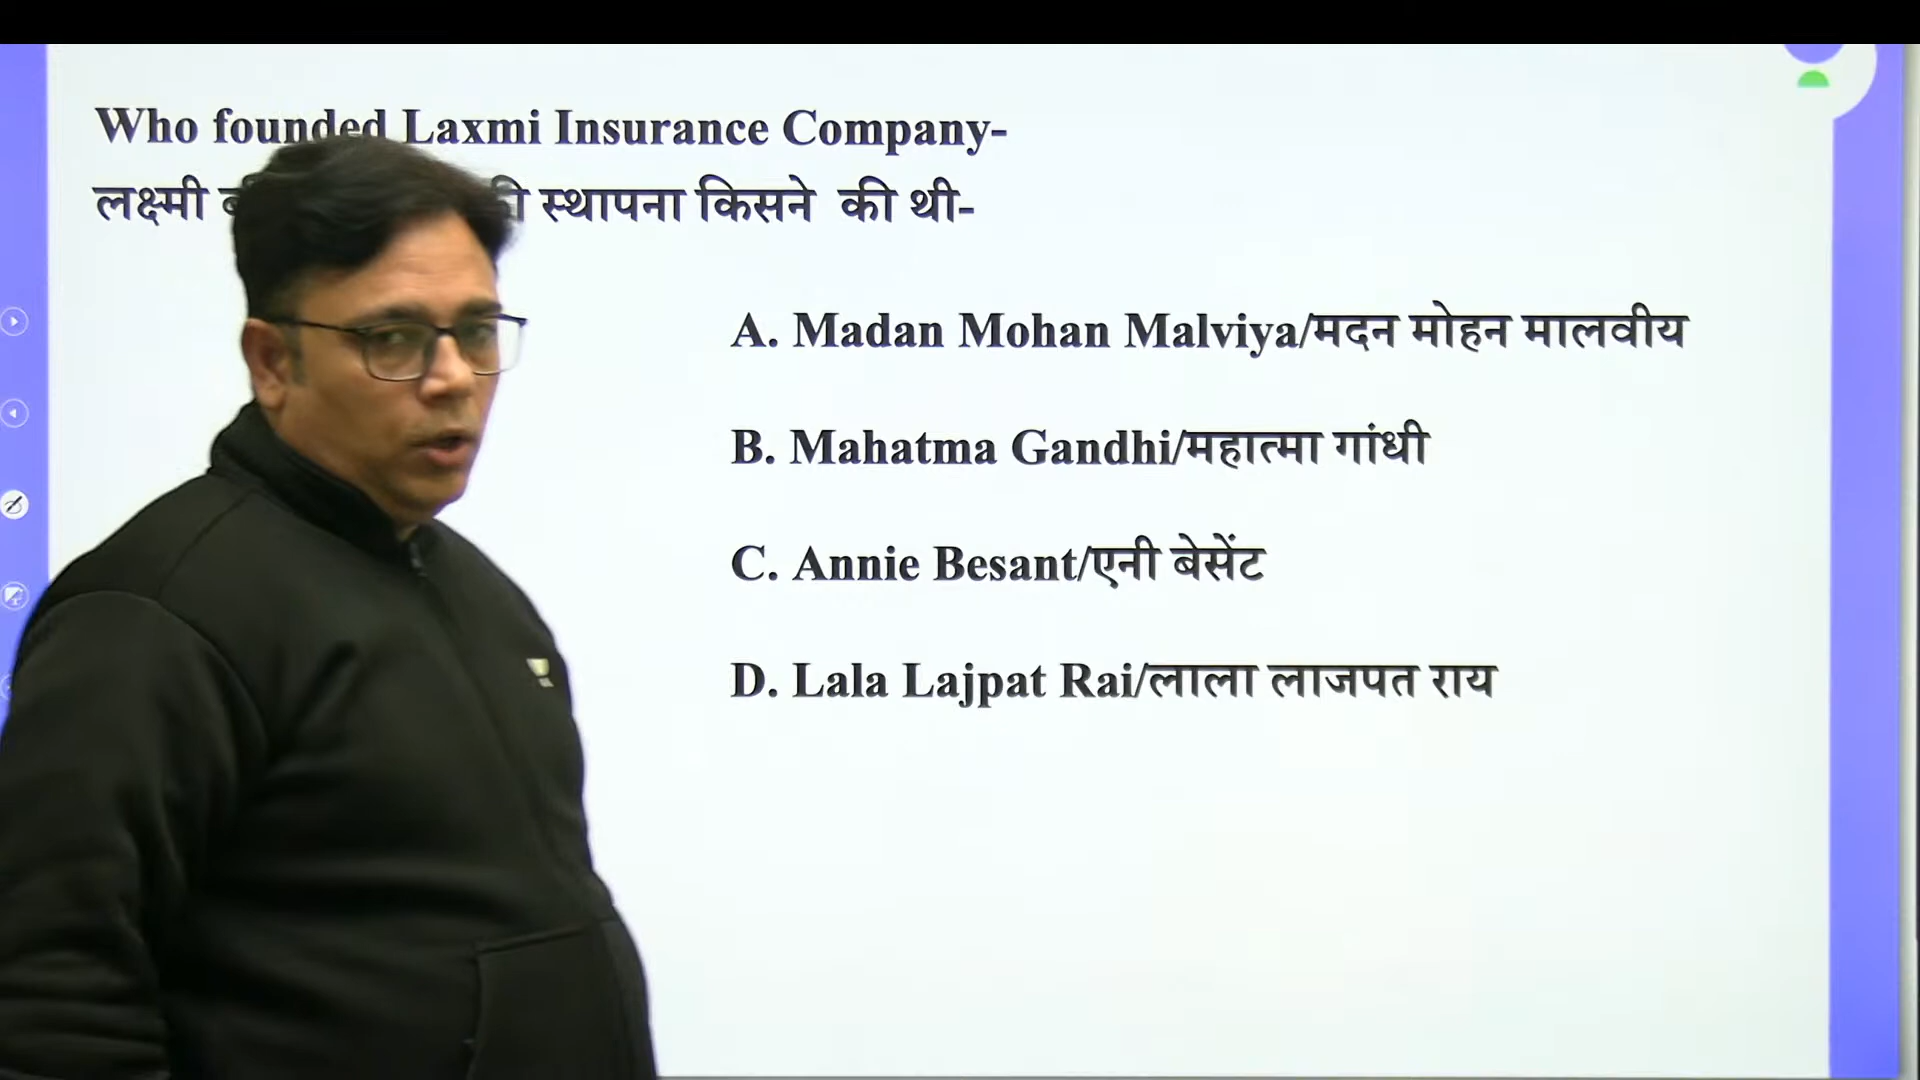 Who founded Laxmi Insurance Company-
लक्ष्मी स्थापना किसने की थी-
A. Madan Mohan Malviya/मदन मोहन मालवीय
B. Mahatma Gandhi/महात्मा गांधी
C. Annie Besant/एनी बेसेंट
D. Lala Lajpat Rai/लाला लाजपत राय